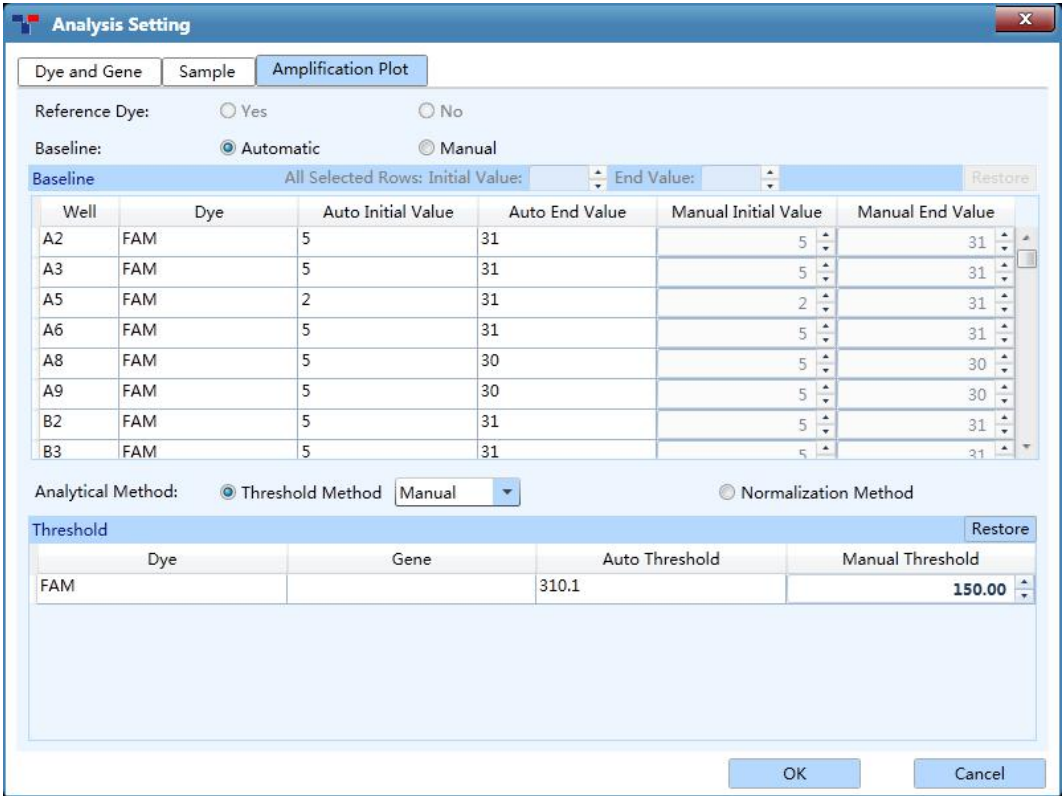 Analysis Setting
x
Dye and Gene Sample Amplification Plot
Reference Dye: Yes No
Baseline: Automatic Manual
Baseline All Selected Rows: Initial Value: End Value: Restore
Well Dye Auto Initial Value Auto End Value Manual Initial Value Manual End Value
A2 FAM 5 31 5 31
A3 FAM 5 31 5 31
A5 FAM 2 31 2 31
A6 FAM 5 31 5 31
A8 FAM 5 30 5 30
A9 FAM 5 30 5 30
B2 FAM 5 31 5 31
B3 FAM 5 31 5 31
Analytical Method: Threshold Method Manual Normalization Method
Threshold Restore
Dye Gene Auto Threshold Manual Threshold
FAM 310.1 150.00
OK Cancel